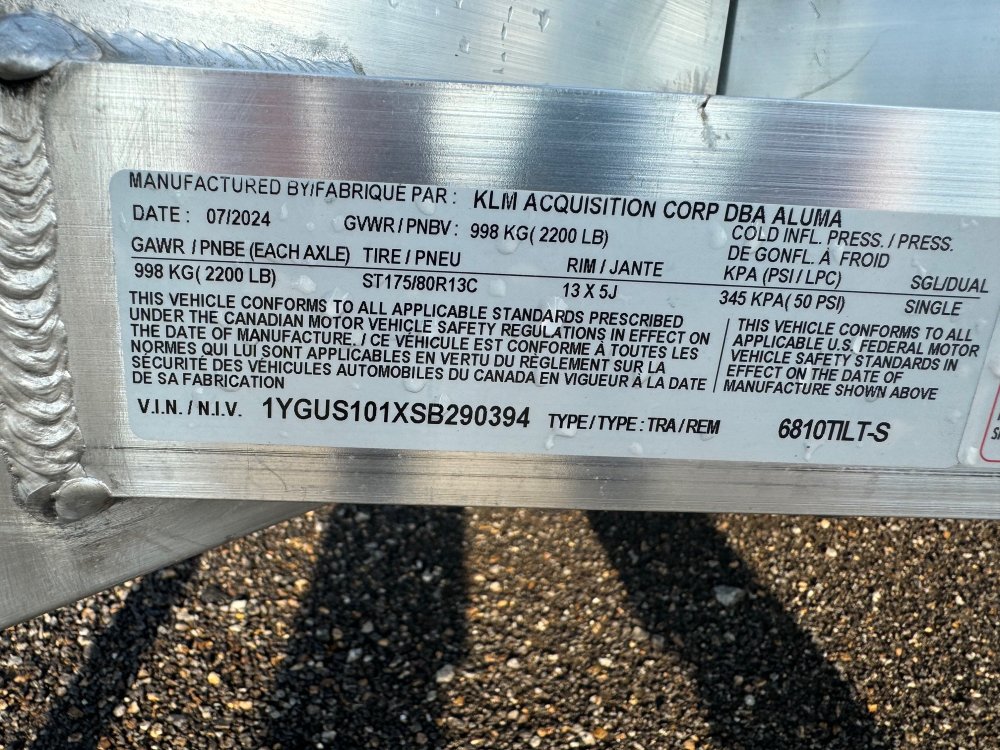 MANUFACTURED BY/FABRIQUÉ PAR : KLM ACQUISITION CORP DBA ALUMA
DATE : 07/2024 GVWR / PNBV : 998 KG( 2200 LB) COLD INFL. PRESS. / PRESS.
DE GONFL. À FROID
GAWR / PNBE (EACH AXLE) TIRE / PNEU RIM / JANTE KPA (PSI / LPC) SGL/DUAL
998 KG( 2200 LB) ST175/80R13C 13 X 5J 345 KPA( 50 PSI) SINGLE
THIS VEHICLE CONFORMS TO ALL APPLICABLE STANDARDS PRESCRIBED
UNDER THE CANADIAN MOTOR VEHICLE SAFETY REGULATIONS IN EFFECT ON
THE DATE OF MANUFACTURE. / CE VÉHICULE EST CONFORME À TOUTES LES
NORMES QUI LUI SONT APPLICABLES EN VERTU DU RÈGLEMENT SUR LA
SÉCURITÉ DES VÉHICULES AUTOMOBILES DU CANADA EN VIGUEUR À LA DATE
DE SA FABRICATION
THIS VEHICLE CONFORMS TO ALL
APPLICABLE U.S. FEDERAL MOTOR
VEHICLE SAFETY STANDARDS IN
EFFECT ON THE DATE OF
MANUFACTURE SHOWN ABOVE
V.I.N. / N.I.V. 1YGUS101XSB290394 TYPE / TYPE : TRA / REM 6810TILT-S